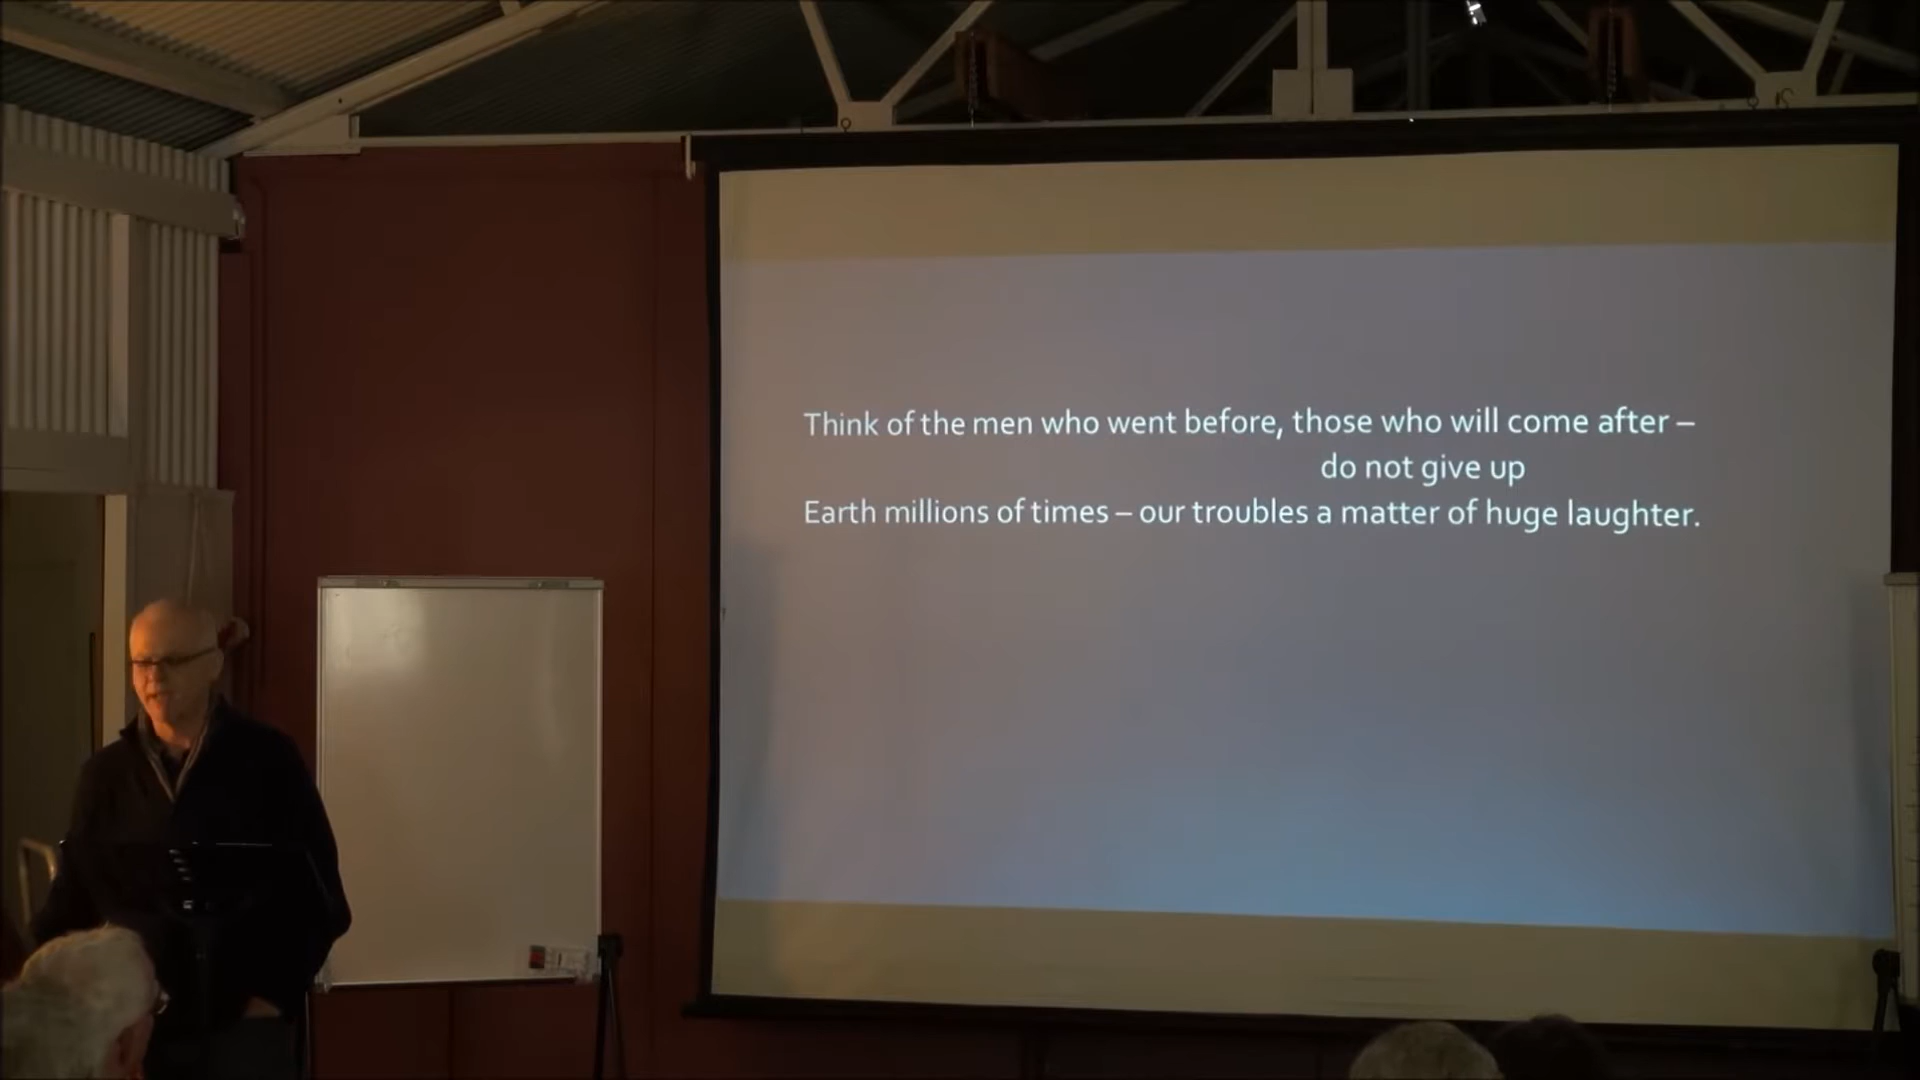 Think of the men who went before, those who will come after –
do not give up
Earth millions of times – our troubles a matter of huge laughter.